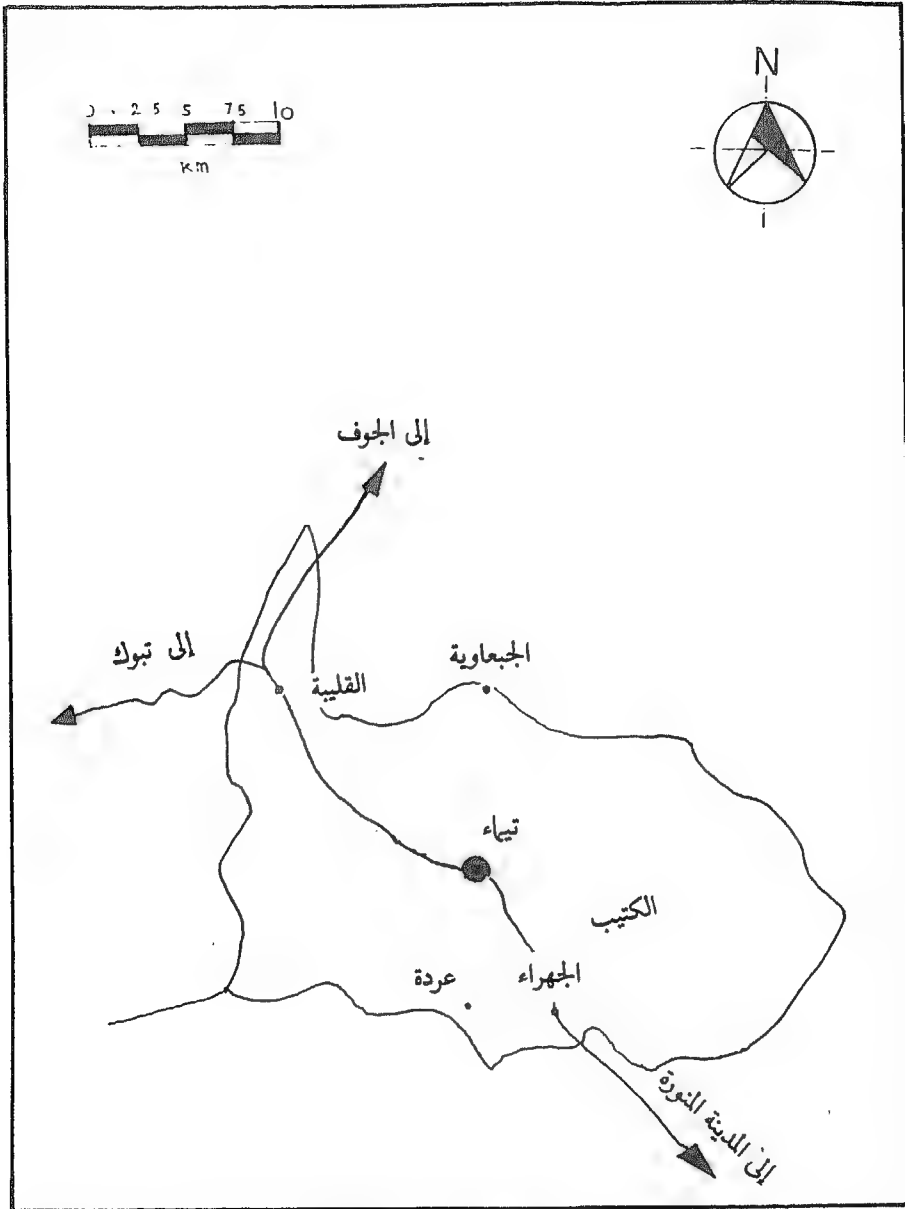 N
0 . 2 5 5 7 5 10
Km
إلى الجوف
إلى تبوك
القليبة
الجبعاوية
تيماء
الكتيب
عردة
الجهراء
إلى المدينة المنورة